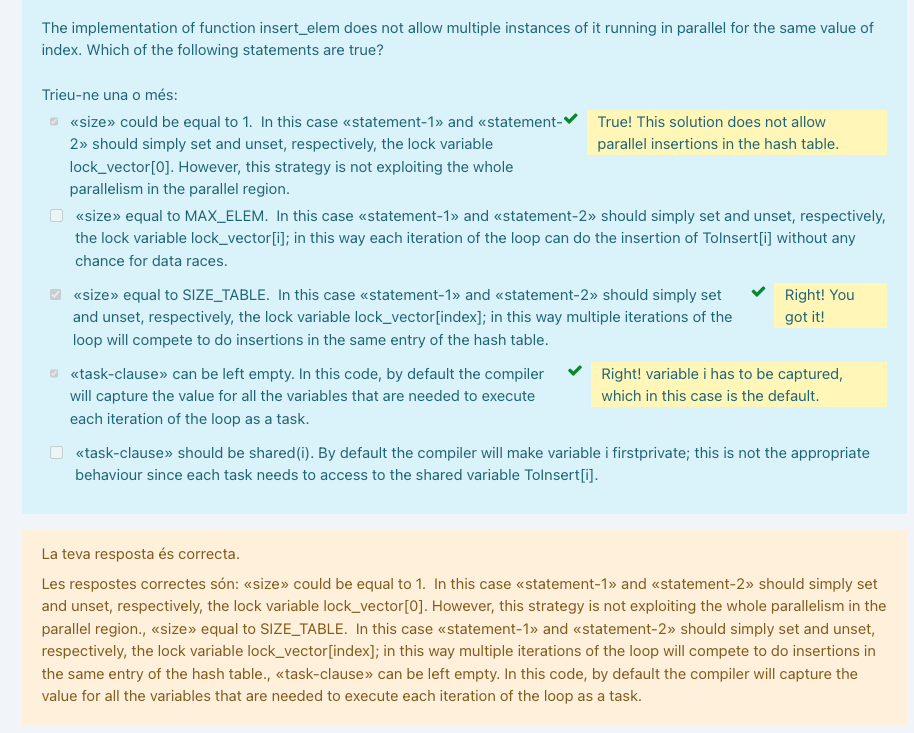 The implementation of function insert_elem does not allow multiple instances of it running in parallel for the same value of
index. Which of the following statements are true?
Trieu-ne una o més:
«size» could be equal to 1.  In this case «statement-1» and «statement-
2» should simply set and unset, respectively, the lock variable
lock_vector[0]. However, this strategy is not exploiting the whole
parallelism in the parallel region.
True! This solution does not allow
parallel insertions in the hash table.
«size» equal to MAX_ELEM.  In this case «statement-1» and «statement-2» should simply set and unset, respectively,
the lock variable lock_vector[i]; in this way each iteration of the loop can do the insertion of ToInsert[i] without any
chance for data races.
«size» equal to SIZE_TABLE.  In this case «statement-1» and «statement-2» should simply set
and unset, respectively, the lock variable lock_vector[index]; in this way multiple iterations of the
loop will compete to do insertions in the same entry of the hash table.
Right! You
got it!
«task-clause» can be left empty. In this code, by default the compiler
will capture the value for all the variables that are needed to execute
each iteration of the loop as a task.
Right! variable i has to be captured,
which in this case is the default.
«task-clause» should be shared(i). By default the compiler will make variable i firstprivate; this is not the appropriate
behaviour since each task needs to access to the shared variable ToInsert[i].
La teva resposta és correcta.
Les respostes correctes són: «size» could be equal to 1.  In this case «statement-1» and «statement-2» should simply set
and unset, respectively, the lock variable lock_vector[0]. However, this strategy is not exploiting the whole parallelism in the
parallel region., «size» equal to SIZE_TABLE.  In this case «statement-1» and «statement-2» should simply set and unset,
respectively, the lock variable lock_vector[index]; in this way multiple iterations of the loop will compete to do insertions in
the same entry of the hash table., «task-clause» can be left empty. In this code, by default the compiler will capture the
value for all the variables that are needed to execute each iteration of the loop as a task.